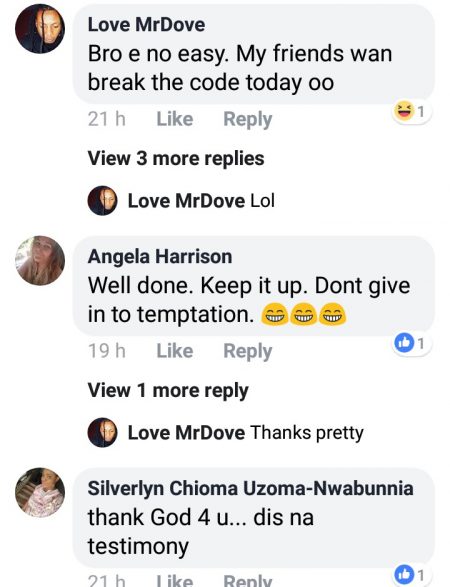 Love MrDove
Bro e no easy. My friends wan
break the code today oo
1
21 h Like Reply
View 3 more replies
Love MrDove Lol
Angela Harrison
Well done. Keep it up. Dont give
in to temptation. 😁😁😁
1
19 h Like Reply
View 1 more reply
Love MrDove Thanks pretty
Silverlyn Chioma Uzoma-Nwabunnia
thank God 4 u... dis na
testimony
1
21 h Like Reply